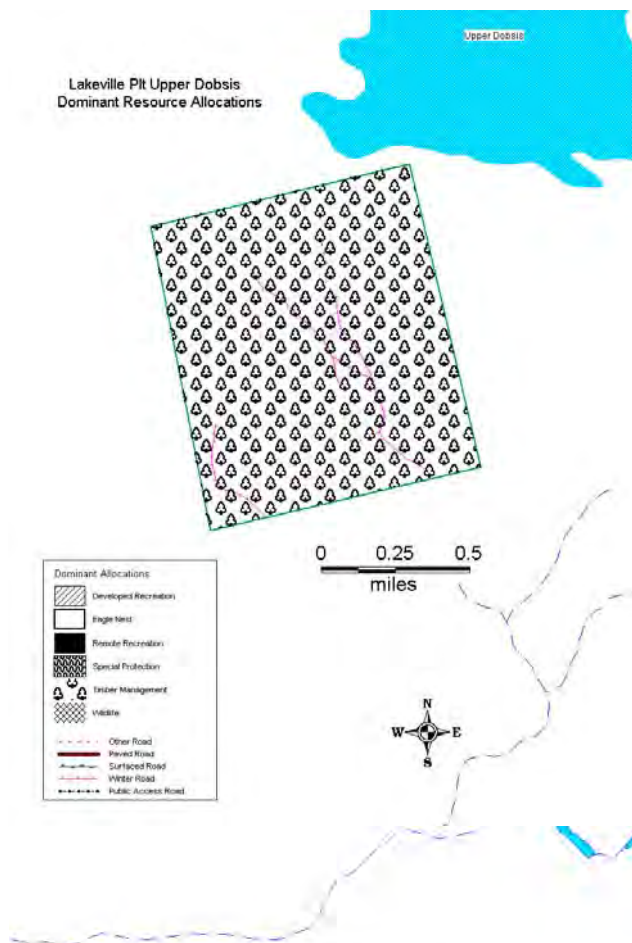 Upper Dobsis
Lakeville Plt Upper Dobsis
Dominant Resource Allocations
0 0.25 0.5
miles
Dominant Allocations
Developed Recreation
Eagle Nest
Remote Recreation
Special Protection
Timber Management
Wildlife
Other Road
Paved Road
Surfaced Road
Winter Road
Public Access Road
N
W E
S